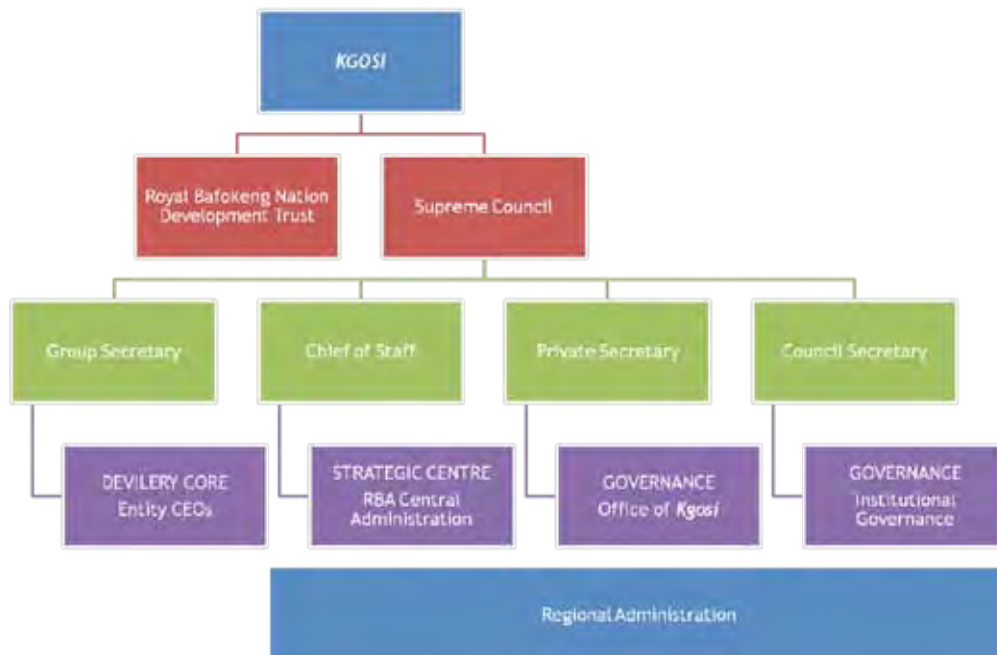 KGOSI
Royal Bafokeng Nation
Development Trust
Supreme Council
Group Secretary
Chief of Staff
Private Secretary
Council Secretary
DEVILERY CORE
Entity CEOs
STRATEGIC CENTRE
RBA Central
Administration
GOVERNANCE
Office of Kgosi
GOVERNANCE
Institutional
Governance
Regional Administration